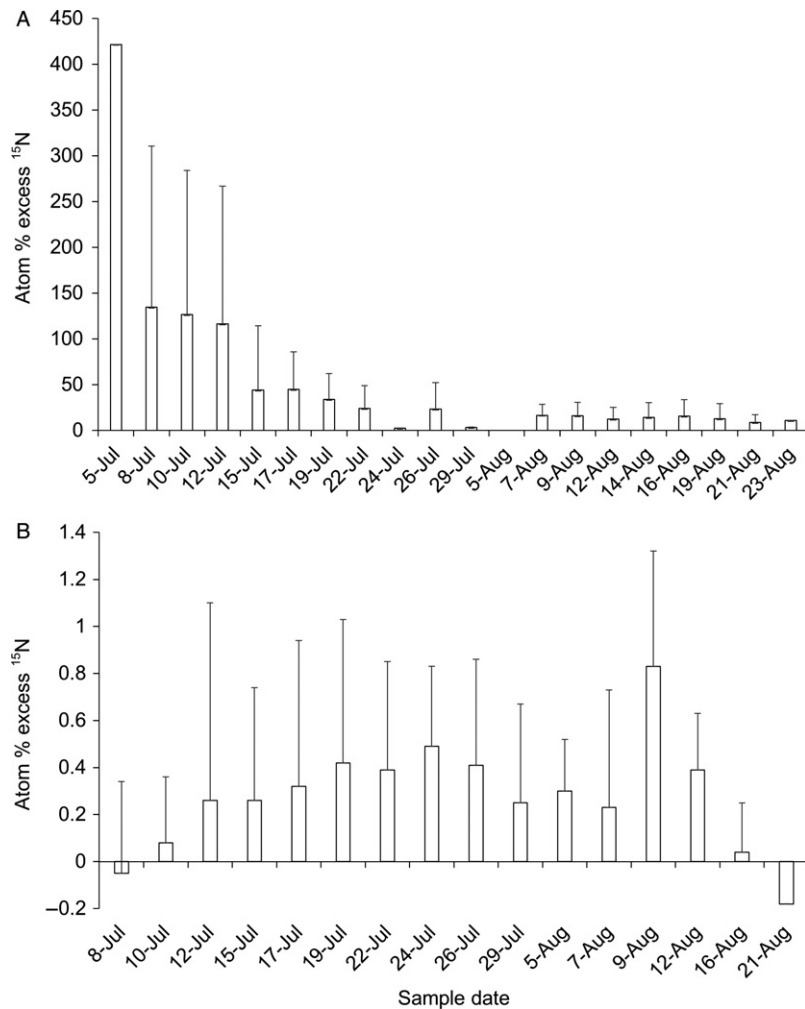 A
450
400
350
300
250
200
150
100
50
0
Atom % excess ¹⁵N
5-Jul
8-Jul
10-Jul
12-Jul
15-Jul
17-Jul
19-Jul
22-Jul
24-Jul
26-Jul
29-Jul
5-Aug
7-Aug
9-Aug
12-Aug
14-Aug
16-Aug
19-Aug
21-Aug
23-Aug
B
1.4
1.2
1
0.8
0.6
0.4
0.2
0
–0.2
Atom % excess ¹⁵N
8-Jul
10-Jul
12-Jul
15-Jul
17-Jul
19-Jul
22-Jul
24-Jul
26-Jul
29-Jul
5-Aug
7-Aug
9-Aug
12-Aug
16-Aug
21-Aug
Sample date